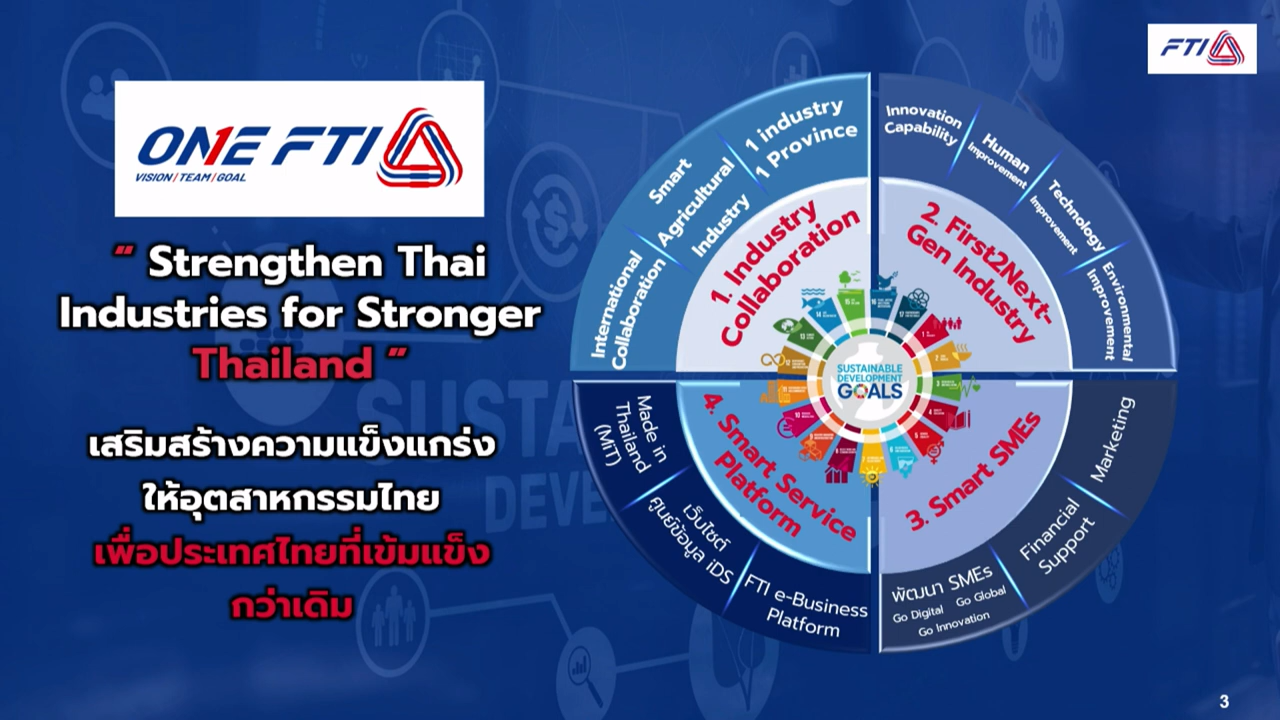 FTI
ONE FTI
VISION/TEAM/GOAL
“ Strengthen Thai
Industries for Stronger
Thailand ”
เสริมสร้างความแข็งแกร่ง
ให้อุตสาหกรรมไทย
เพื่อประเทศไทยที่เข้มแข็ง
กว่าเดิม
1. Industry
Collaboration
International
Collaboration
Smart
Agricultural
Industry
1 industry
1 Province
2. First2Next-
Gen Industry
Innovation
Capability
Human
Improvement
Technology
Improvement
Environmental
Improvement
3. Smart SMEs
Marketing
Financial
Support
พัฒนา SMEs
Go Digital Go Global
Go Innovation
4. Smart Service
Platform
Made in
Thailand
(MiT)
เว็บไซต์
ศูนย์ข้อมูล iDS
FTI e-Business
Platform
SUSTAINABLE
DEVELOPMENT
GOALS
3